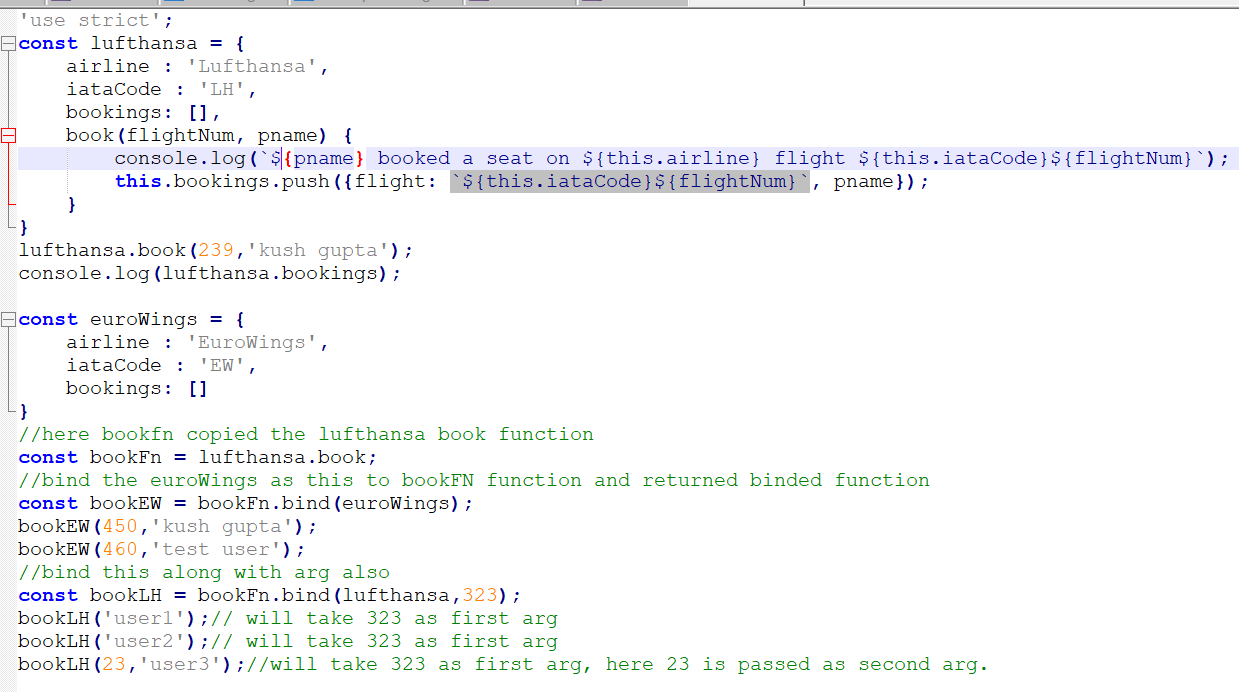 'use strict';
const lufthansa = {
    airline : 'Lufthansa',
    iataCode : 'LH',
    bookings: [],
    book(flightNum, pname) {
        console.log(`${pname} booked a seat on ${this.airline} flight ${this.iataCode}${flightNum}`);
        this.bookings.push({flight: `${this.iataCode}${flightNum}`, pname});
    }
}
lufthansa.book(239,'kush gupta');
console.log(lufthansa.bookings);

const euroWings = {
    airline : 'EuroWings',
    iataCode : 'EW',
    bookings: []
}
//here bookfn copied the lufthansa book function
const bookFn = lufthansa.book;
//bind the euroWings as this to bookFN function and returned binded function
const bookEW = bookFn.bind(euroWings);
bookEW(450,'kush gupta');
bookEW(460,'test user');
//bind this along with arg also
const bookLH = bookFn.bind(lufthansa,323);
bookLH('user1');// will take 323 as first arg
bookLH('user2');// will take 323 as first arg
bookLH(23,'user3');//will take 323 as first arg, here 23 is passed as second arg.